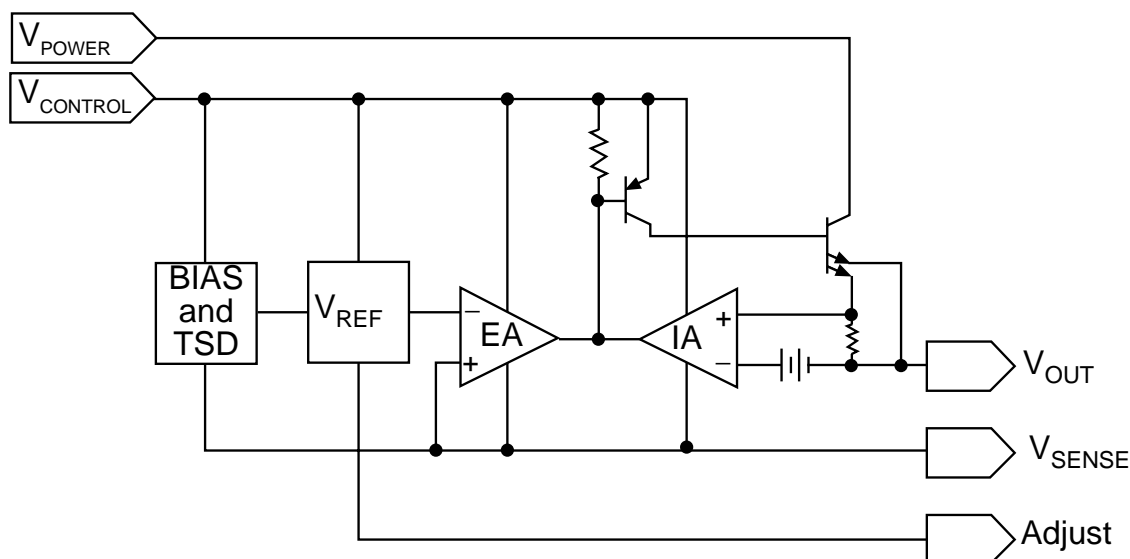 VPOWER
VCONTROL
BIAS
and
TSD
VREF
−
EA
+
+
IA
−
VOUT
VSENSE
Adjust